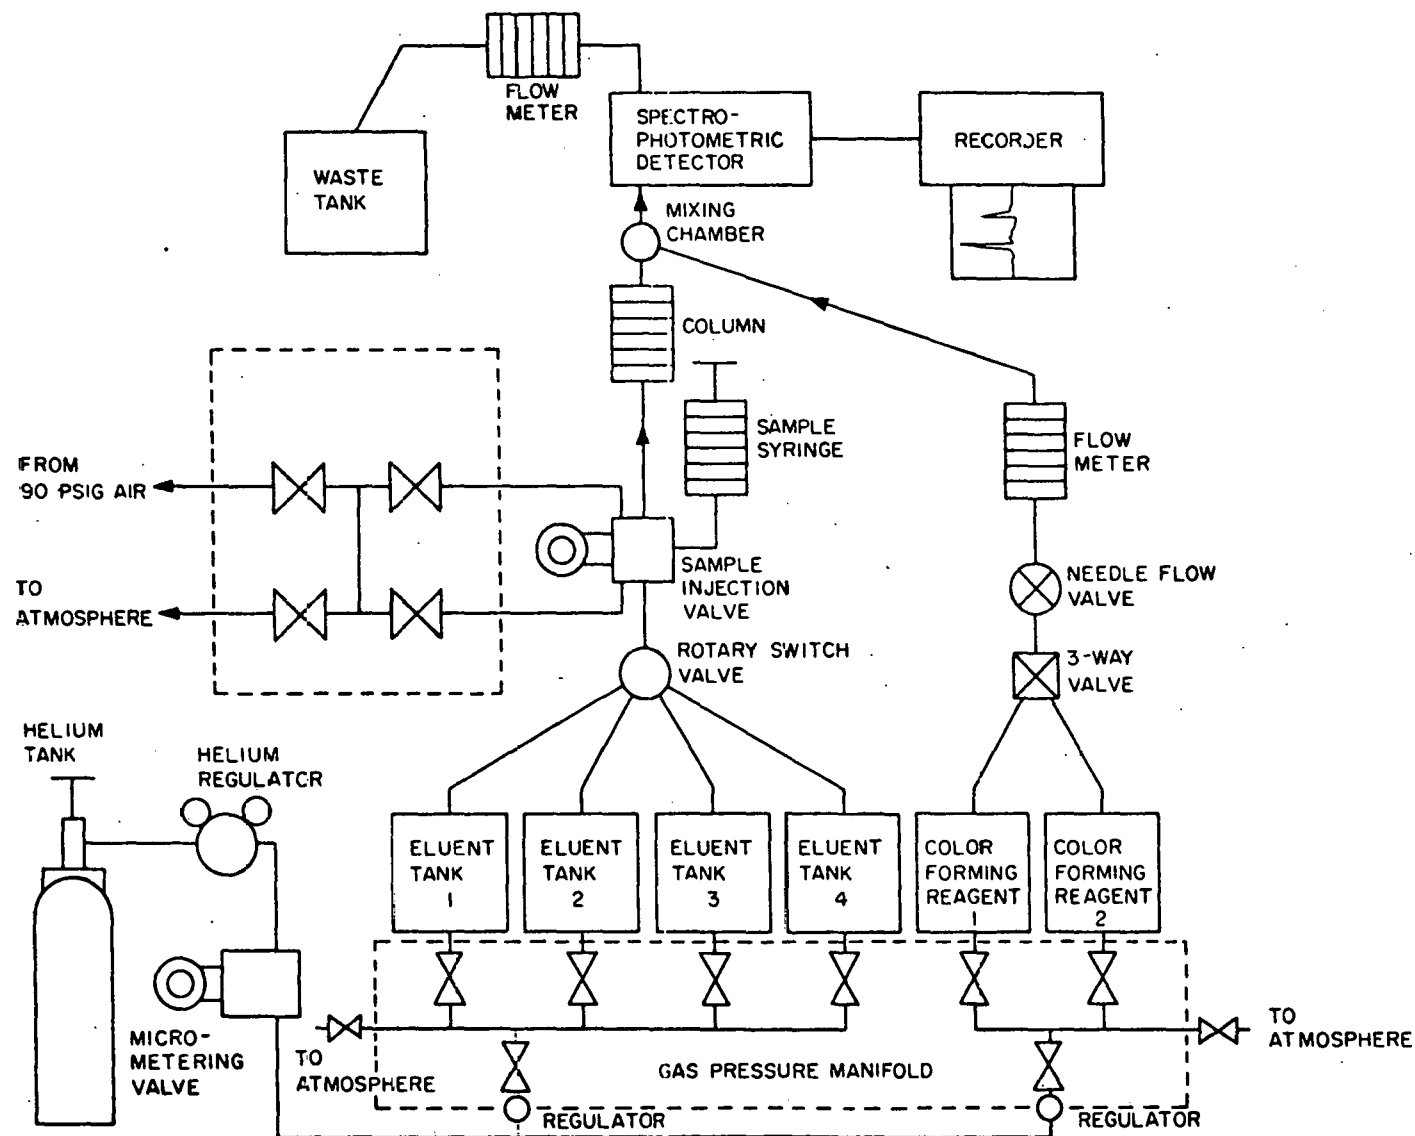 FLOW
METER
SPECTRO-
PHOTOMETRIC
DETECTOR
RECORDER
WASTE
TANK
MIXING
CHAMBER
COLUMN
SAMPLE
SYRINGE
FLOW
METER
FROM
90 PSIG AIR
TO
ATMOSPHERE
SAMPLE
INJECTION
VALVE
NEEDLE FLOW
VALVE
ROTARY SWITCH
VALVE
3-WAY
VALVE
HELIUM
TANK
HELIUM
REGULATOR
ELUENT
TANK
1
ELUENT
TANK
2
ELUENT
TANK
3
ELUENT
TANK
4
COLOR
FORMING
REAGENT
1
COLOR
FORMING
REAGENT
2
MICRO-
METERING
VALVE
TO
ATMOSPHERE
GAS PRESSURE MANIFOLD
TO
ATMOSPHERE
REGULATOR
REGULATOR